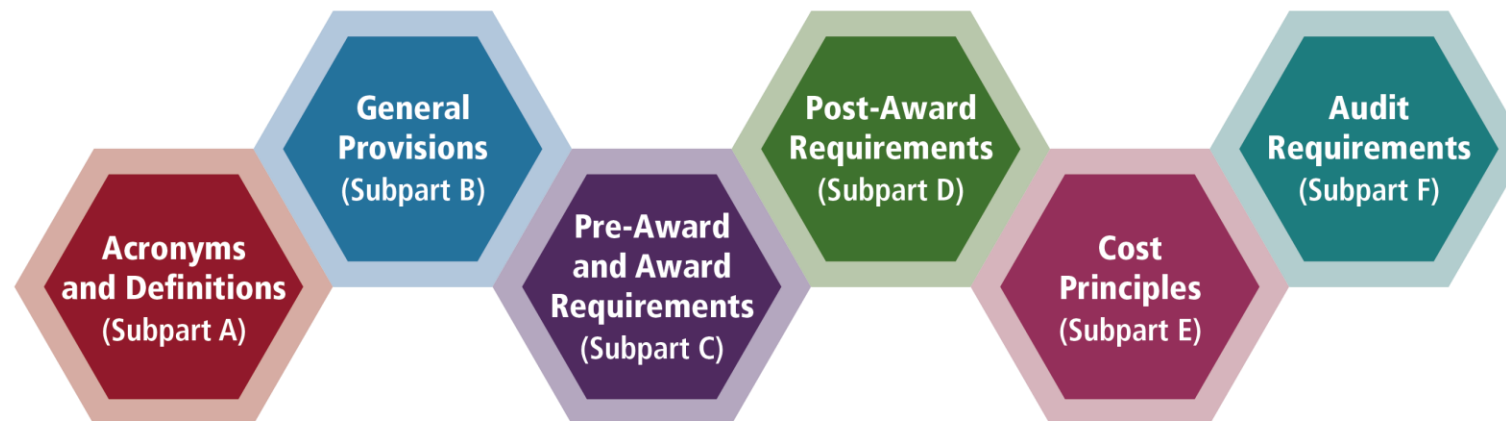 Acronyms
and Definitions
(Subpart A)
General
Provisions
(Subpart B)
Pre-Award
and Award
Requirements
(Subpart C)
Post-Award
Requirements
(Subpart D)
Cost
Principles
(Subpart E)
Audit
Requirements
(Subpart F)